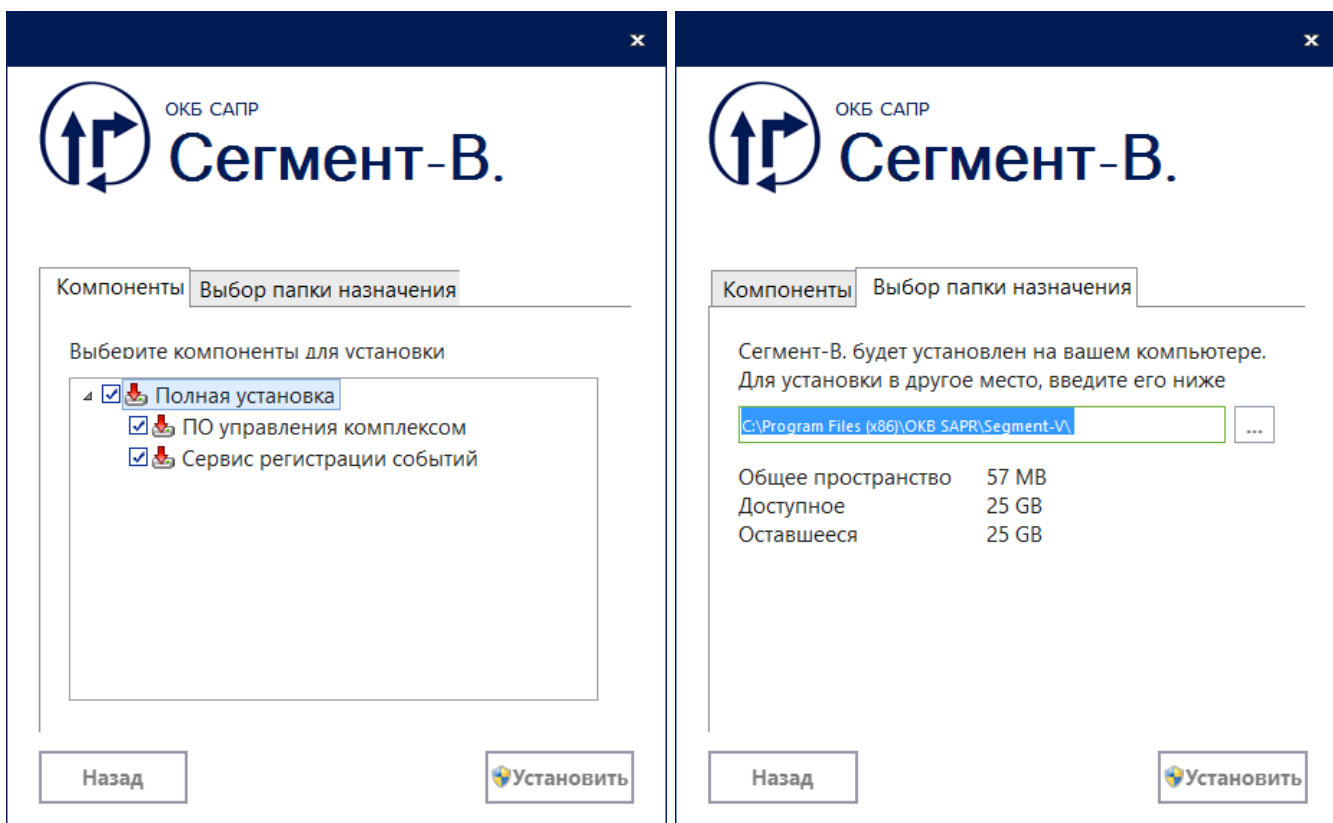 ОКБ САПР
Сегмент-В.
Компоненты
Выбор папки назначения
Выберите компоненты для установки
Полная установка
ПО управления комплексом
Сервис регистрации событий
Назад
Установить
ОКБ САПР
Сегмент-В.
Компоненты
Выбор папки назначения
Сегмент-В. будет установлен на вашем компьютере.
Для установки в другое место, введите его ниже
C:\Program Files (x86)\OKB SAPR\Segment-V\
...
Общее пространство 57 MB
Доступное 25 GB
Оставшееся 25 GB
Назад
Установить